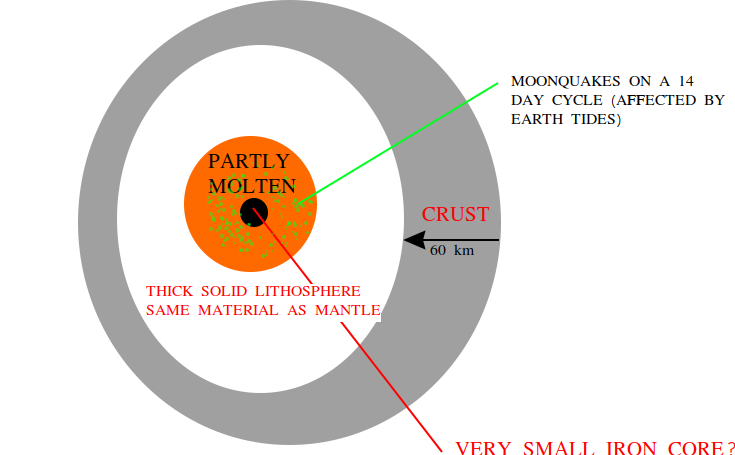 MOONQUAKES ON A 14
DAY CYCLE (AFFECTED BY
EARTH TIDES)
PARTLY
MOLTEN
CRUST
60 km
THICK SOLID LITHOSPHERE
SAME MATERIAL AS MANTLE
VERY SMALL IRON CORE?